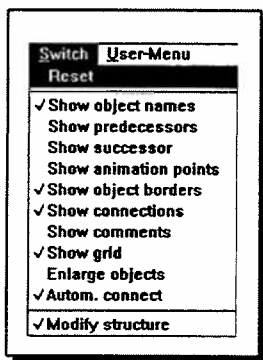 Switch User-Menu
Reset
✓Show object names
Show predecessors
Show successor
Show animation points
✓Show object borders
✓Show connections
Show comments
✓Show grid
Enlarge objects
✓Autom. connect
✓Modify structure